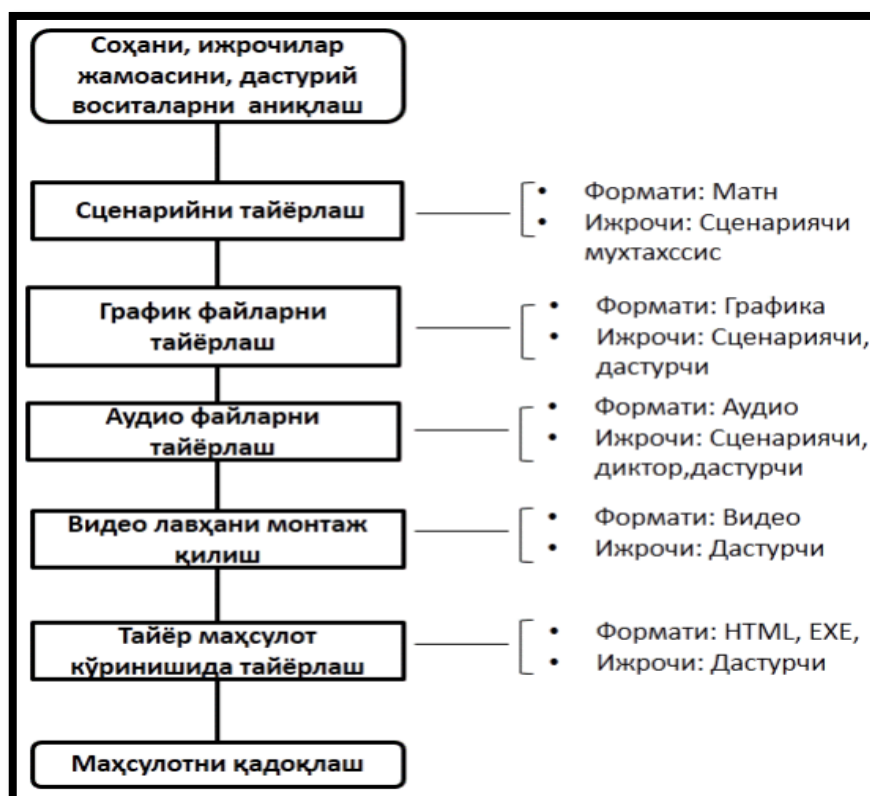 Соҳани, ижрочилар
жамоасини, дастурий
воситаларни аниқлаш
Сценарийни тайёрлаш
• Формати: Матн
• Ижрочи: Сценариячи
мухтахссис
График файларни
тайёрлаш
• Формати: Графика
• Ижрочи: Сценариячи,
дастурчи
Аудио файларни
тайёрлаш
• Формати: Аудио
• Ижрочи: Сценариячи,
диктор,дастурчи
Видео лавҳани монтаж
қилиш
• Формати: Видео
• Ижрочи: Дастурчи
Тайёр маҳсулот
кўринишида тайёрлаш
• Формати: HTML, EXE,
• Ижрочи: Дастурчи
Маҳсулотни қадоқлаш